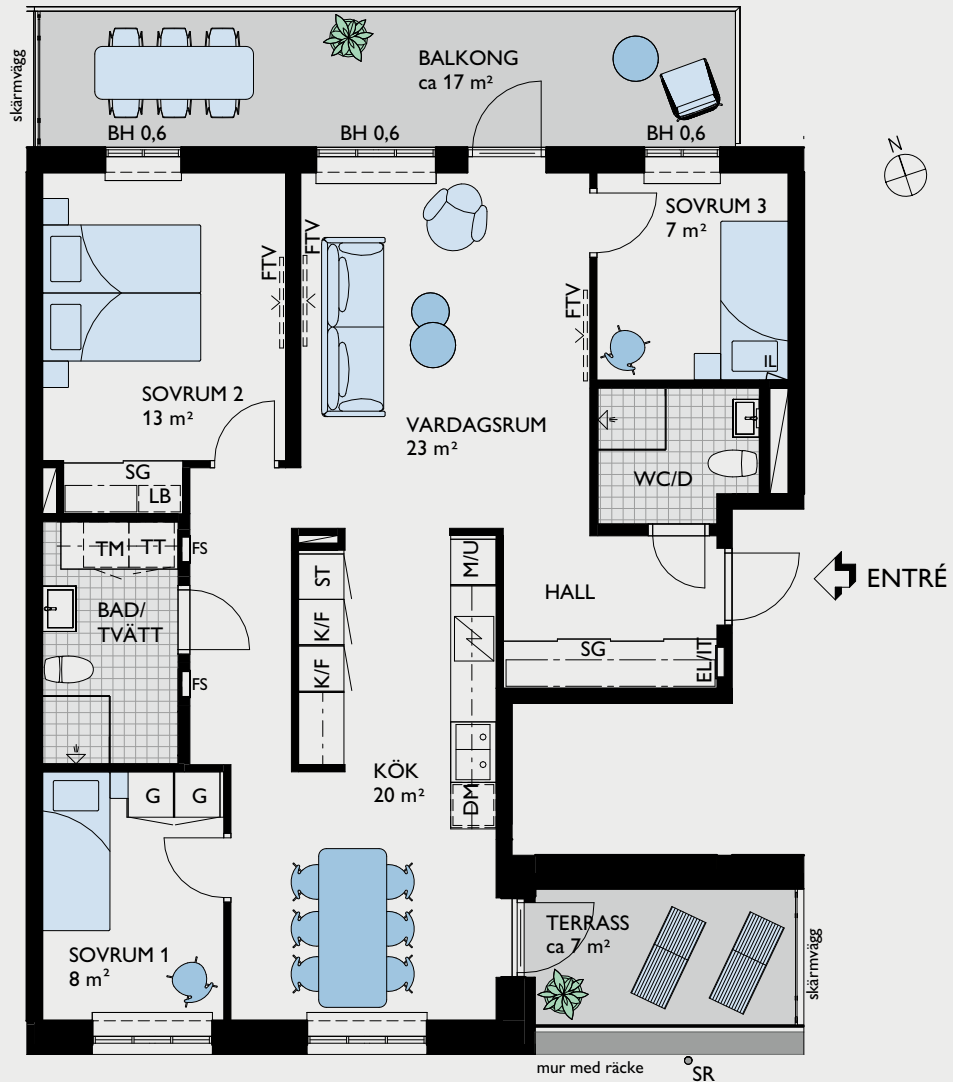 skärmvägg
BALKONG
ca 17 m²
BH 0,6
BH 0,6
BH 0,6
N
SOVRUM 3
7 m²
FTV
FTV
FTV
IL
SOVRUM 2
13 m²
VARDAGSRUM
23 m²
SG
LB
WC/D
TM
TT
FS
ST
M/U
BAD/
TVÄTT
K/F
HALL
ENTRÉ
K/F
SG
EL/IT
FS
KÖK
20 m²
DM
G
G
SOVRUM 1
8 m²
TERRASS
ca 7 m²
skärmvägg
mur med räcke
SR